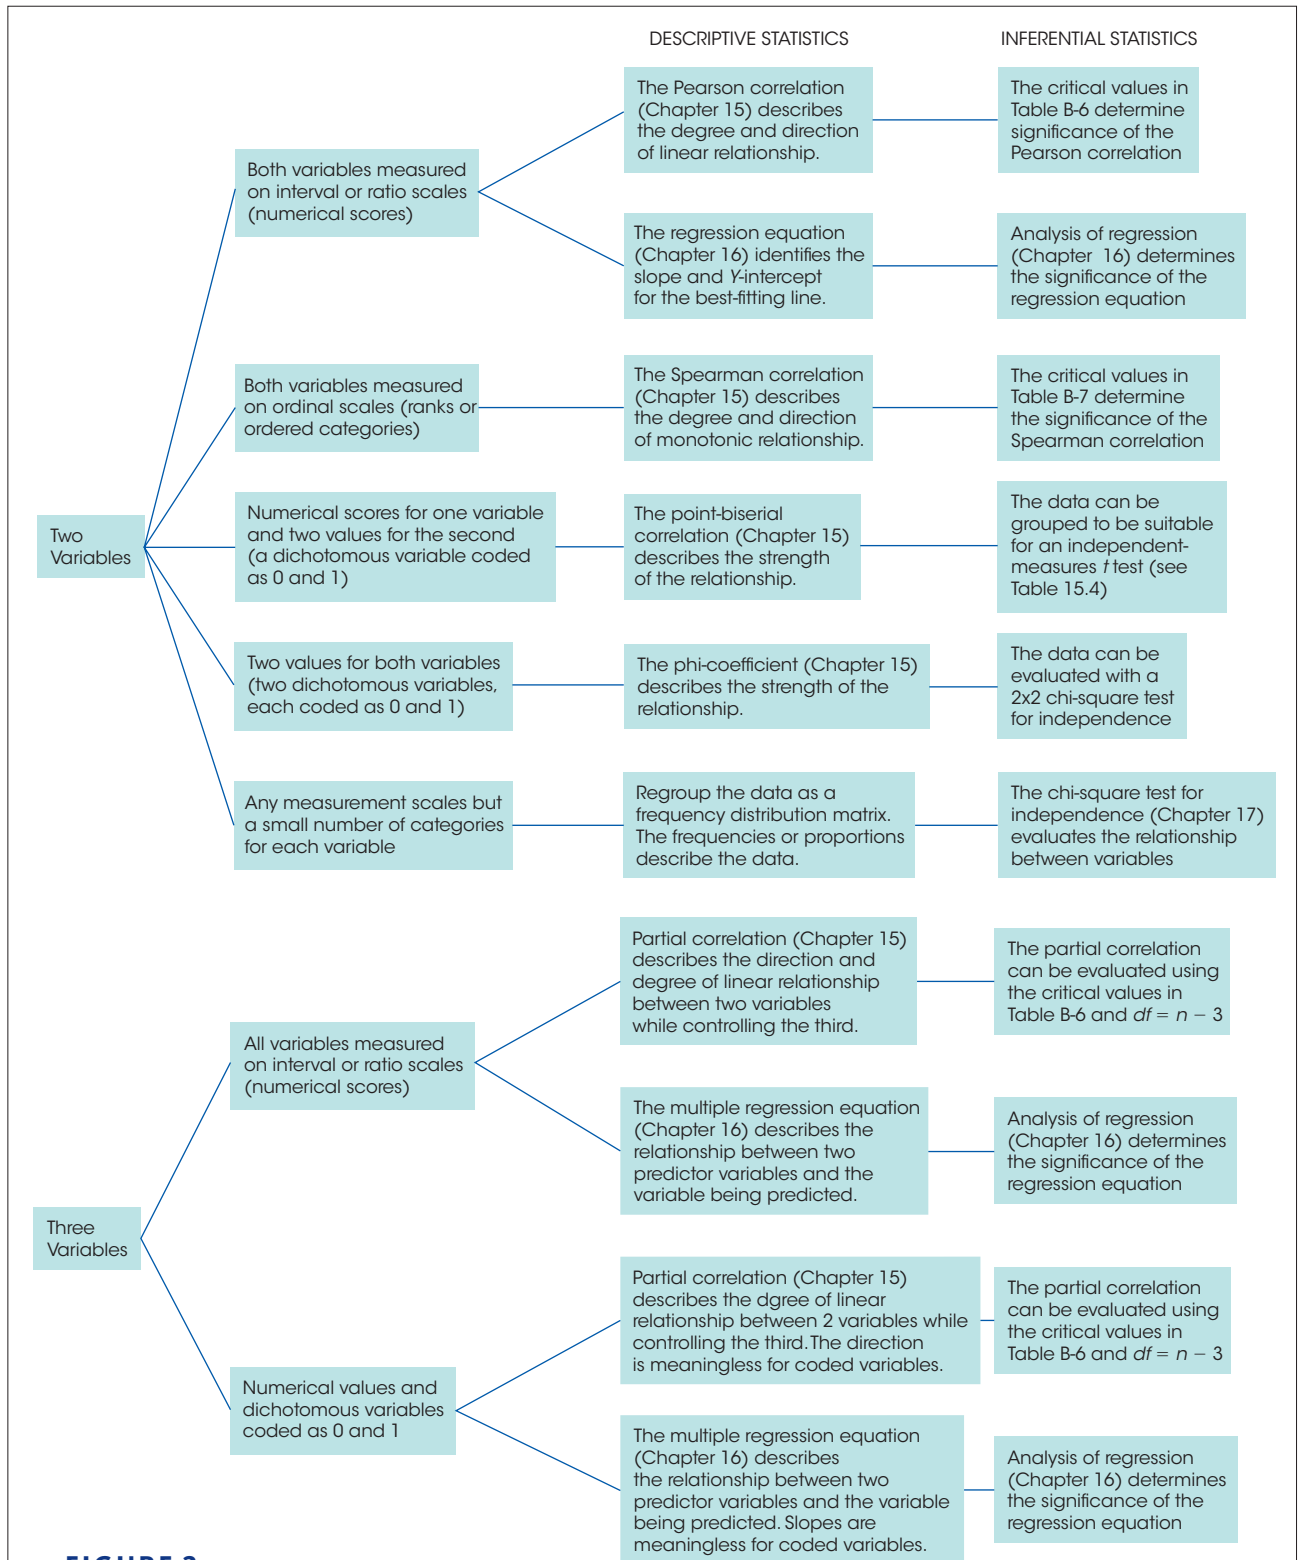 DESCRIPTIVE STATISTICS
INFERENTIAL STATISTICS
The Pearson correlation
(Chapter 15) describes
the degree and direction
of linear relationship.
The critical values in
Table B-6 determine
significance of the
Pearson correlation
Both variables measured
on interval or ratio scales
(numerical scores)
The regression equation
(Chapter 16) identifies the
slope and Y-intercept
for the best-fitting line.
Analysis of regression
(Chapter 16) determines
the significance of the
regression equation
Both variables measured
on ordinal scales (ranks or
ordered categories)
The Spearman correlation
(Chapter 15) describes
the degree and direction
of monotonic relationship.
The critical values in
Table B-7 determine
the significance of the
Spearman correlation
Two
Variables
Numerical scores for one variable
and two values for the second
(a dichotomous variable coded
as 0 and 1)
The point-biserial
correlation (Chapter 15)
describes the strength
of the relationship.
The data can be
grouped to be suitable
for an independent-
measures t test (see
Table 15.4)
Two values for both variables
(two dichotomous variables,
each coded as 0 and 1)
The phi-coefficient (Chapter 15)
describes the strength of the
relationship.
The data can be
evaluated with a
2x2 chi-square test
for independence
Any measurement scales but
a small number of categories
for each variable
Regroup the data as a
frequency distribution matrix.
The frequencies or proportions
describe the data.
The chi-square test for
independence (Chapter 17)
evaluates the relationship
between variables
Partial correlation (Chapter 15)
describes the direction and
degree of linear relationship
between two variables
while controlling the third.
The partial correlation
can be evaluated using
the critical values in
Table B-6 and df = n − 3
All variables measured
on interval or ratio scales
(numerical scores)
The multiple regression equation
(Chapter 16) describes the
relationship between two
predictor variables and the
variable being predicted.
Analysis of regression
(Chapter 16) determines
the significance of the
regression equation
Three
Variables
Partial correlation (Chapter 15)
describes the dgree of linear
relationship between 2 variables while
controlling the third. The direction
is meaningless for coded variables.
The partial correlation
can be evaluated using
the critical values in
Table B-6 and df = n − 3
Numerical values and
dichotomous variables
coded as 0 and 1
The multiple regression equation
(Chapter 16) describes
the relationship between two
predictor variables and the variable
being predicted. Slopes are
meaningless for coded variables.
Analysis of regression
(Chapter 16) determines
the significance of the
regression equation
FIGURE 2